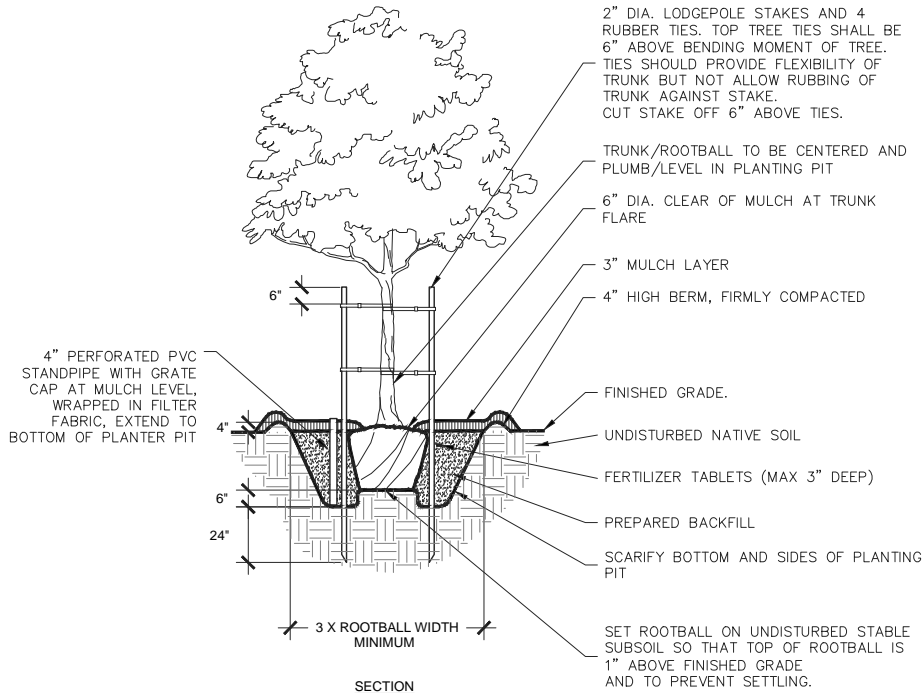 2” DIA. LODGEPOLE STAKES AND 4
RUBBER TIES. TOP TREE TIES SHALL BE
6” ABOVE BENDING MOMENT OF TREE.
TIES SHOULD PROVIDE FLEXIBILITY OF
TRUNK BUT NOT ALLOW RUBBING OF
TRUNK AGAINST STAKE.
CUT STAKE OFF 6” ABOVE TIES.
TRUNK/ROOTBALL TO BE CENTERED AND
PLUMB/LEVEL IN PLANTING PIT
6” DIA. CLEAR OF MULCH AT TRUNK
FLARE
3” MULCH LAYER
4” HIGH BERM, FIRMLY COMPACTED
6"
4” PERFORATED PVC
STANDPIPE WITH GRATE
CAP AT MULCH LEVEL,
WRAPPED IN FILTER
FABRIC, EXTEND TO
BOTTOM OF PLANTER PIT
4"
6"
24"
FINISHED GRADE.
UNDISTURBED NATIVE SOIL
FERTILIZER TABLETS (MAX 3” DEEP)
PREPARED BACKFILL
SCARIFY BOTTOM AND SIDES OF PLANTING
PIT
3 X ROOTBALL WIDTH
MINIMUM
SET ROOTBALL ON UNDISTURBED STABLE
SUBSOIL SO THAT TOP OF ROOTBALL IS
1” ABOVE FINISHED GRADE
AND TO PREVENT SETTLING.
SECTION